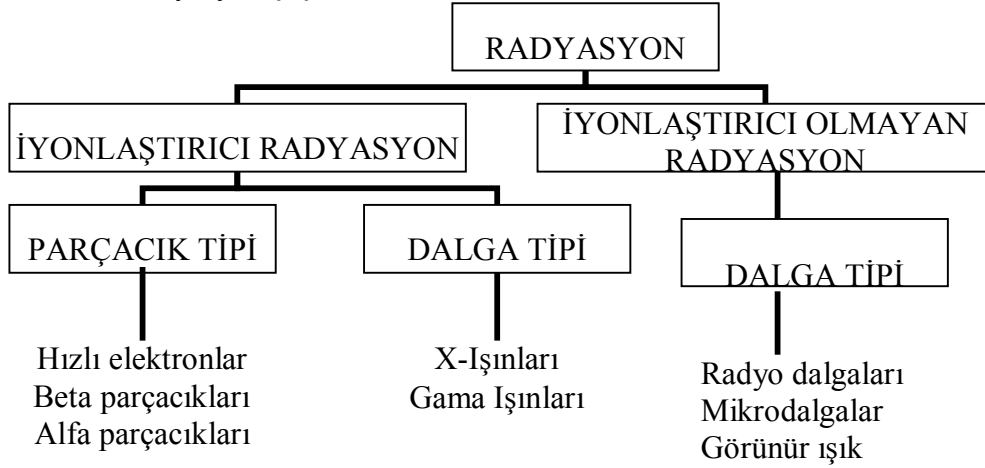 RADYASYON
İYONLAŞTIRICI RADYASYON
İYONLAŞTIRICI OLMAYAN
RADYASYON
PARÇACIK TİPİ
DALGA TİPİ
DALGA TİPİ
Hızlı elektronlar
Beta parçacıkları
Alfa parçacıkları
X-Işınları
Gama Işınları
Radyo dalgaları
Mikrodalgalar
Görünür ışık